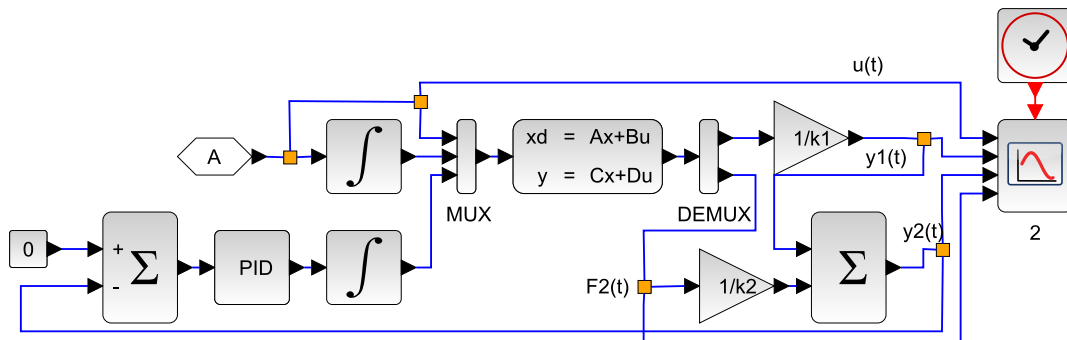 u(t)
A
∫
xd = Ax+Bu
y = Cx+Du
1/k1
y1(t)
MUX
DEMUX
2
0
+
-
Σ
PID
∫
F2(t)
1/k2
Σ
y2(t)